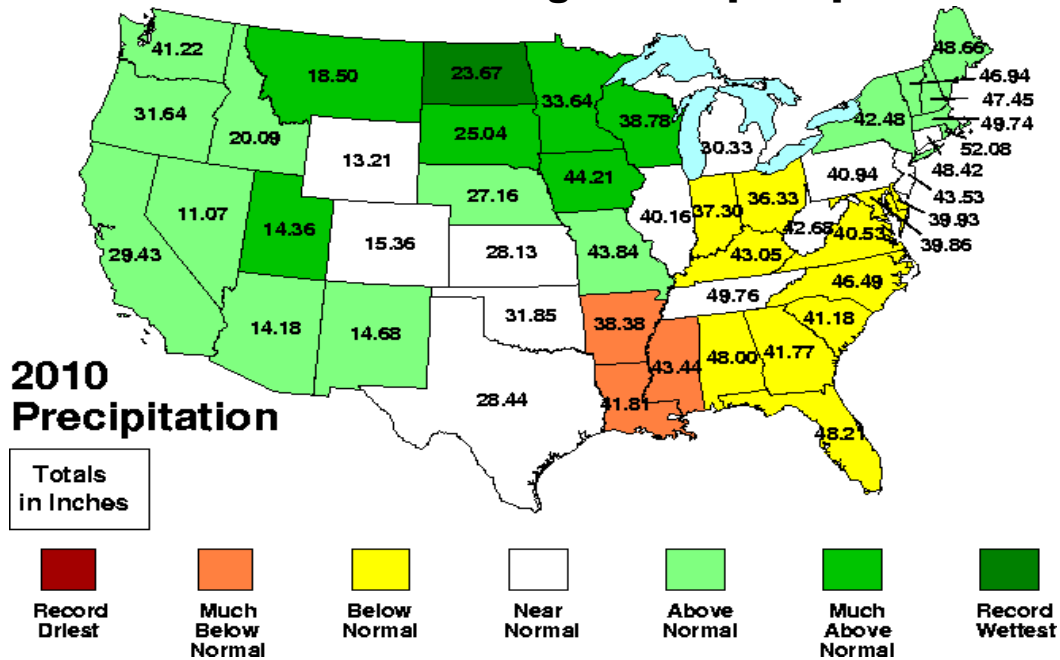 41.22
18.50
23.67
33.64
48.66
46.94
47.45
49.74
52.08
48.42
43.53
39.93
39.86
31.64
20.09
25.04
38.78
42.48
13.21
30.33
44.21
27.16
40.94
11.07
14.36
15.36
28.13
40.16
37.30
36.33
42.68
40.53
29.43
43.84
43.05
46.49
14.18
14.68
31.85
38.38
49.76
41.18
43.44
48.00
41.77
28.44
41.81
48.21
2010
Precipitation
Totals
in Inches
Record
Driest
Much
Below
Normal
Below
Normal
Near
Normal
Above
Normal
Much
Above
Normal
Record
Wettest